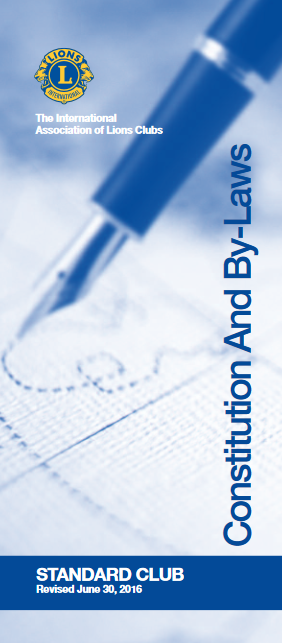 LIONS
L
INTERNATIONAL
The International
Association of Lions Clubs
Constitution And By-Laws
STANDARD CLUB
Revised June 30, 2016